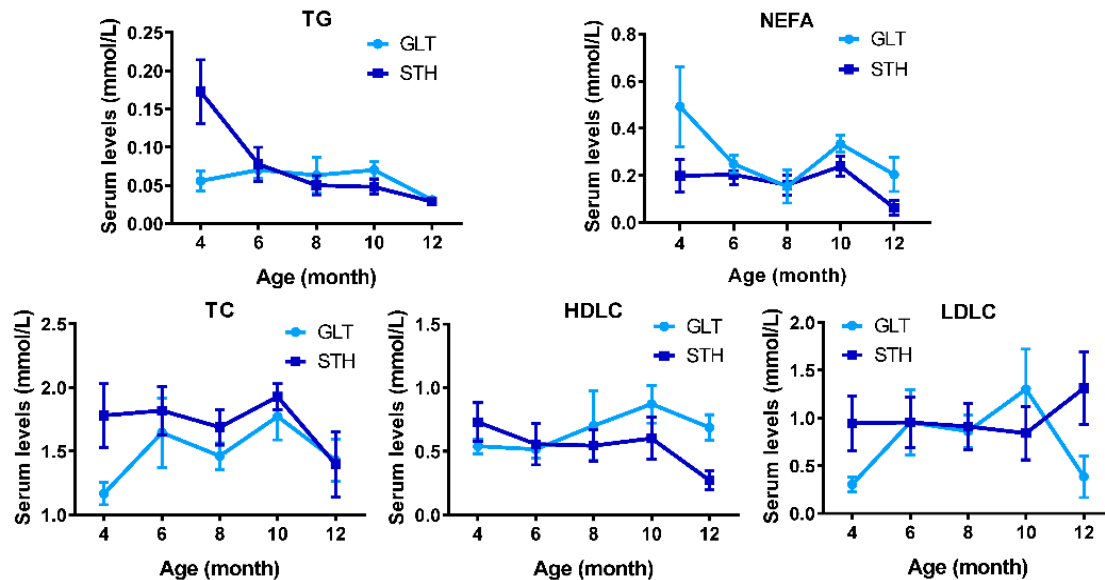 TG
Serum levels (mmol/L)
0.25
0.20
0.15
0.10
0.05
0.00
GLT
STH
4 6 8 10 12
Age (month)
NEFA
Serum levels (mmol/L)
0.8
0.6
0.4
0.2
0.0
GLT
STH
4 6 8 10 12
Age (month)
TC
Serum levels (mmol/L)
2.5
2.0
1.5
1.0
GLT
STH
4 6 8 10 12
Age (month)
HDLC
Serum levels (mmol/L)
1.5
1.0
0.5
0.0
GLT
STH
4 6 8 10 12
Age (month)
LDLC
Serum levels (mmol/L)
2.0
1.5
1.0
0.5
0.0
GLT
STH
4 6 8 10 12
Age (month)